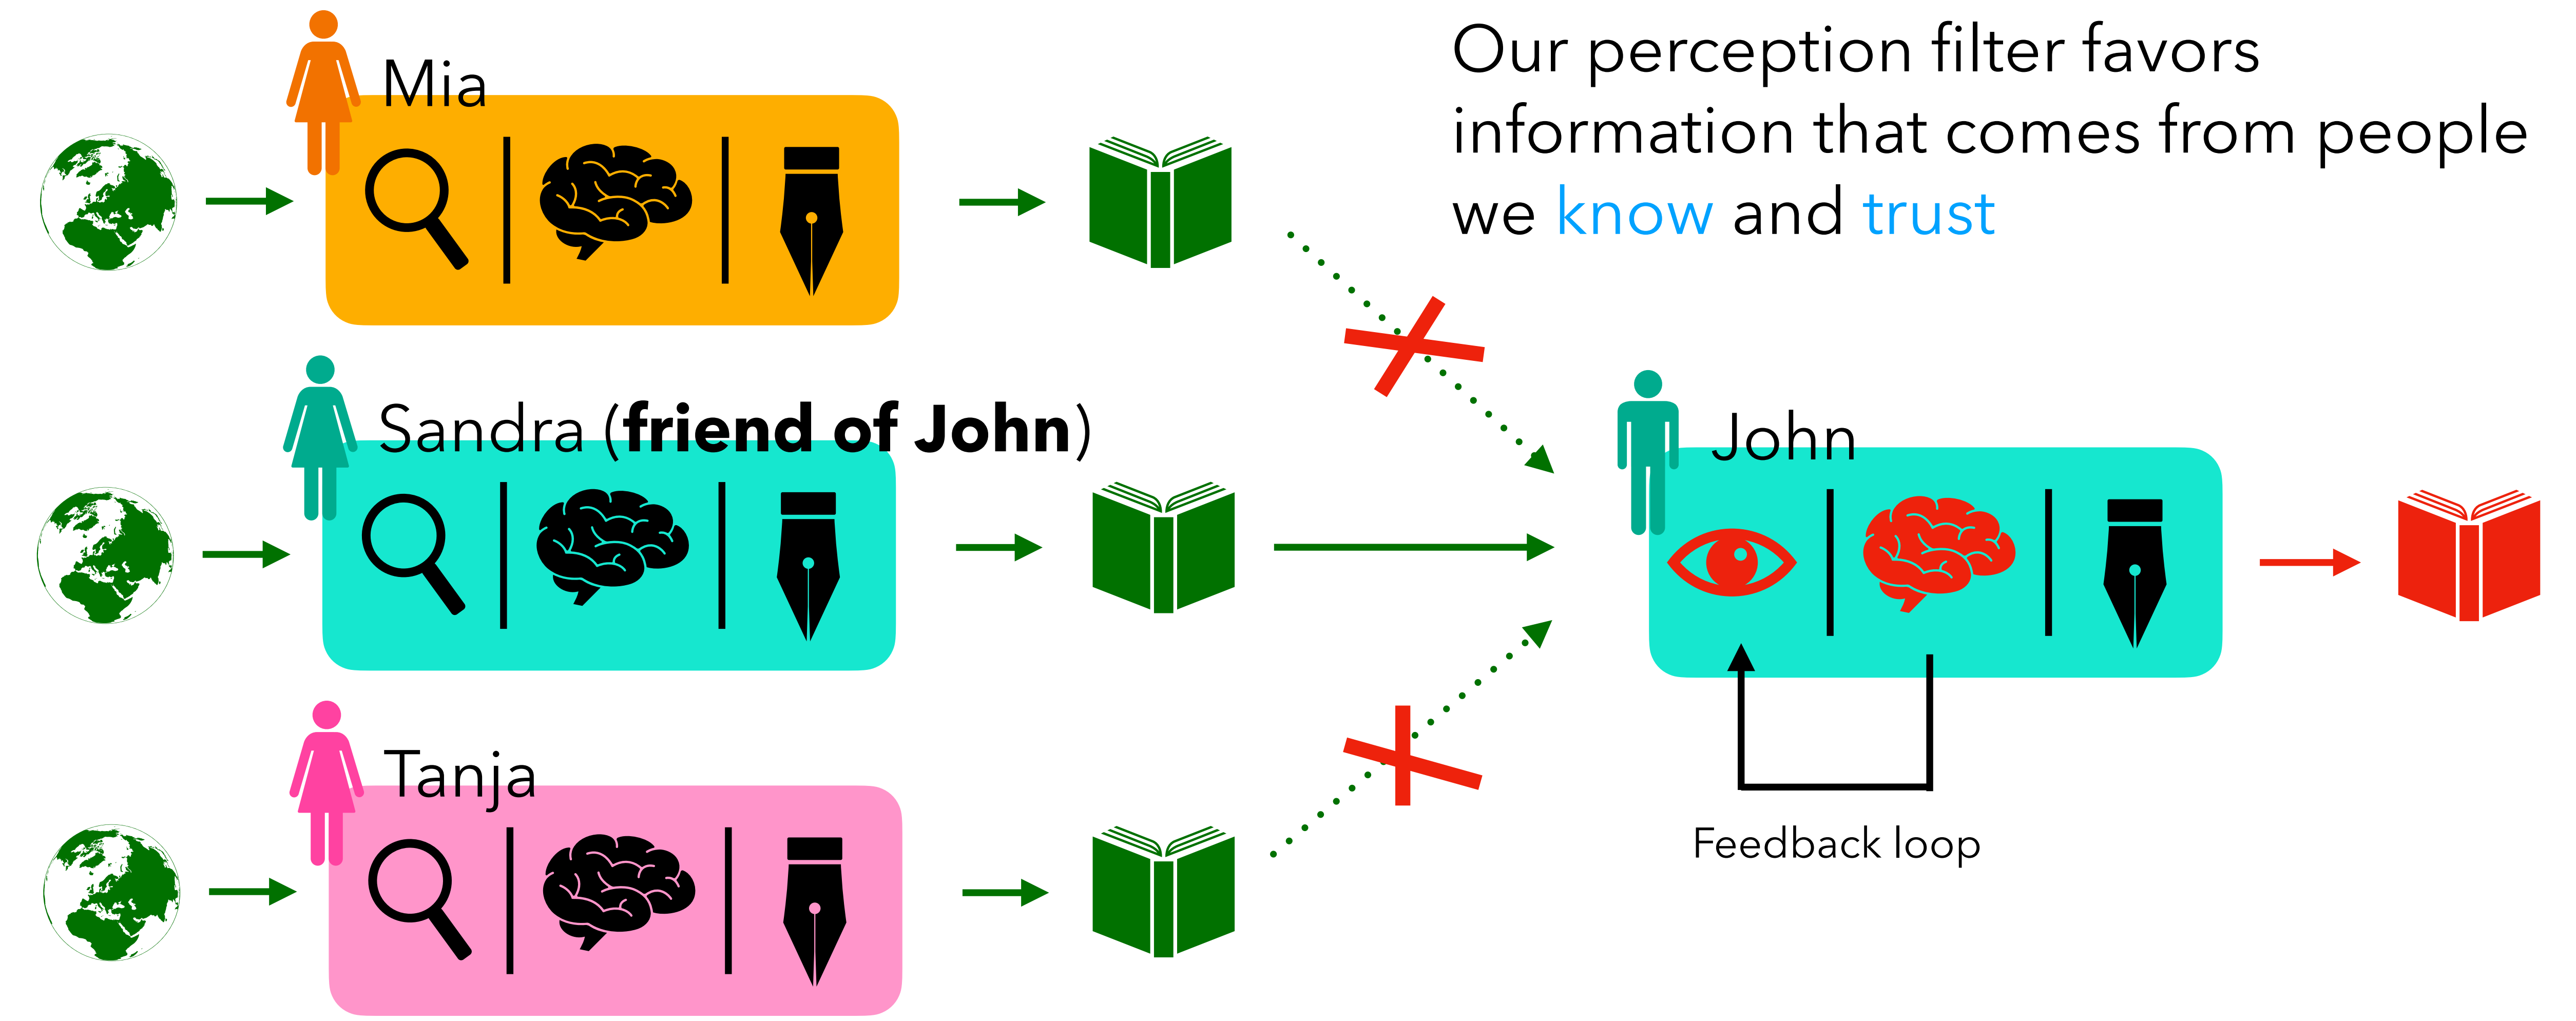 Mia
Our perception filter favors
information that comes from people
we know and trust
Sandra (friend of John)
John
Tanja
Feedback loop